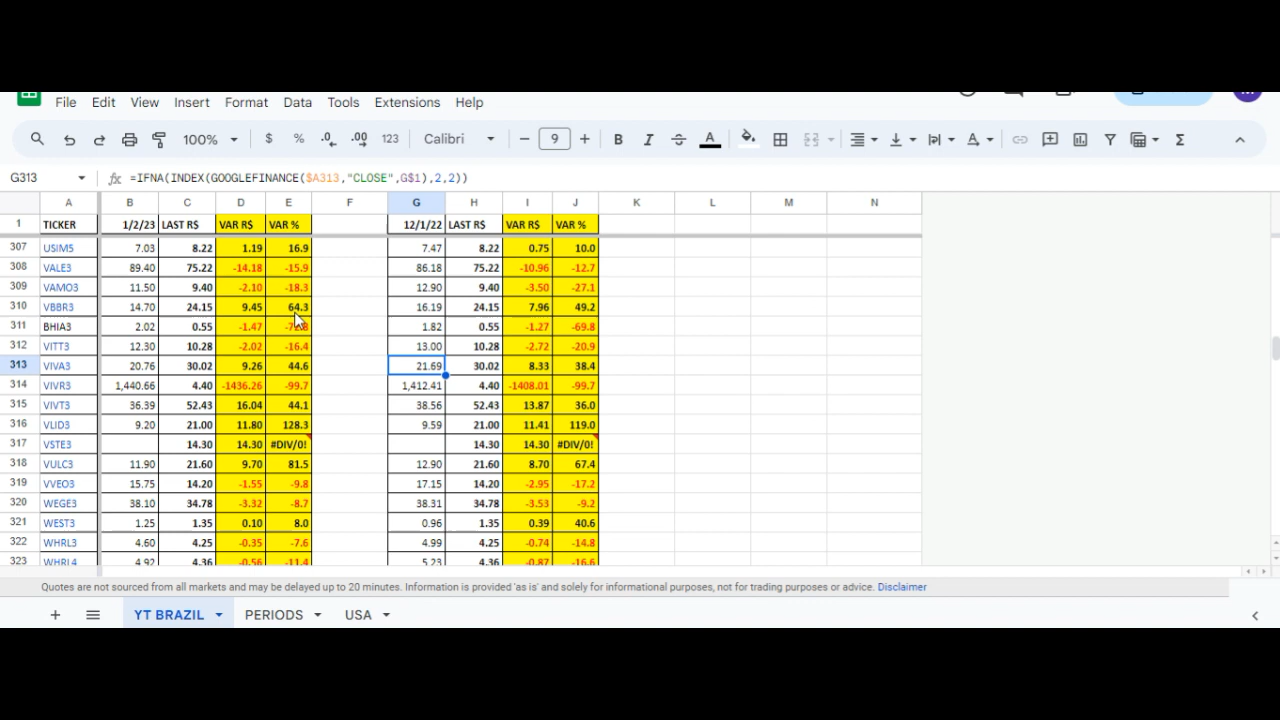 File Edit View Insert Format Data Tools Extensions Help
100% $ % .0 .00 123 Calibri 9 B I A Σ
G313 fx =IFNA(INDEX(GOOGLEFINANCE($A313,"CLOSE",G$1),2,2))
A B C D E F G H I J K L M N
1 TICKER 1/2/23 LAST R$ VAR R$ VAR % 12/1/22 LAST R$ VAR R$ VAR %
307 USIM5 7.03 8.22 1.19 16.9 7.47 8.22 0.75 10.0
308 VALE3 89.40 75.22 -14.18 -15.9 86.18 75.22 -10.96 -12.7
309 VAMO3 11.50 9.40 -2.10 -18.3 12.90 9.40 -3.50 -27.1
310 VBBR3 14.70 24.15 9.45 64.3 16.19 24.15 7.96 49.2
311 BHIA3 2.02 0.55 -1.47 1.82 0.55 -1.27 -69.8
312 VITT3 12.30 10.28 -2.02 -16.4 13.00 10.28 -2.72 -20.9
313 VIVA3 20.76 30.02 9.26 44.6 21.69 30.02 8.33 38.4
314 VIVR3 1,440.66 4.40 -1436.26 -99.7 1,412.41 4.40 -1408.01 -99.7
315 VIVT3 36.39 52.43 16.04 44.1 38.56 52.43 13.87 36.0
316 VLID3 9.20 21.00 11.80 128.3 9.59 21.00 11.41 119.0
317 VSTE3 14.30 14.30 #DIV/0! 14.30 14.30 #DIV/0!
318 VULC3 11.90 21.60 9.70 81.5 12.90 21.60 8.70 67.4
319 VVEO3 15.75 14.20 -1.55 -9.8 17.15 14.20 -2.95 -17.2
320 WEGE3 38.10 34.78 -3.32 -8.7 38.31 34.78 -3.53 -9.2
321 WEST3 1.25 1.35 0.10 8.0 0.96 1.35 0.39 40.6
322 WHRL3 4.60 4.25 -0.35 -7.6 4.99 4.25 -0.74 -14.8
323 WHRL4 4.92 4.36 -0.56 -11.4 5.23 4.36 -0.87 -16.6
Quotes are not sourced from all markets and may be delayed up to 20 minutes. Information is provided 'as is' and solely for informational purposes, not for trading purposes or advice. Disclaimer
YT BRAZIL PERIODS USA